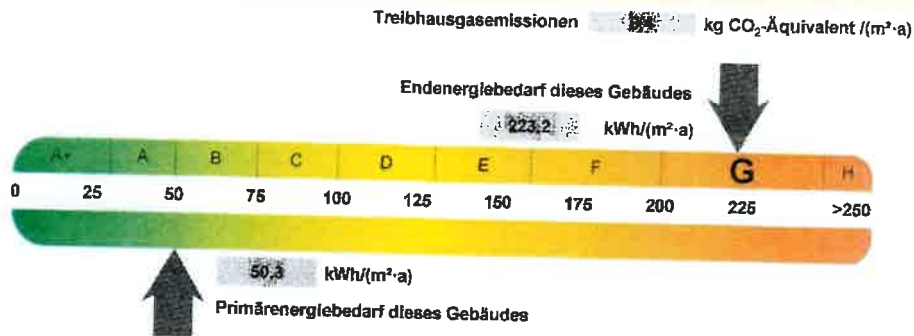 Treibhausgasemissionen kg CO₂-Äquivalent /(m²·a)
Endenergiebedarf dieses Gebäudes
223,2 kWh/(m²·a)
A+ A B C D E F G H
0 25 50 75 100 125 150 175 200 225 >250
50,3 kWh/(m²·a)
Primärenergiebedarf dieses Gebäudes